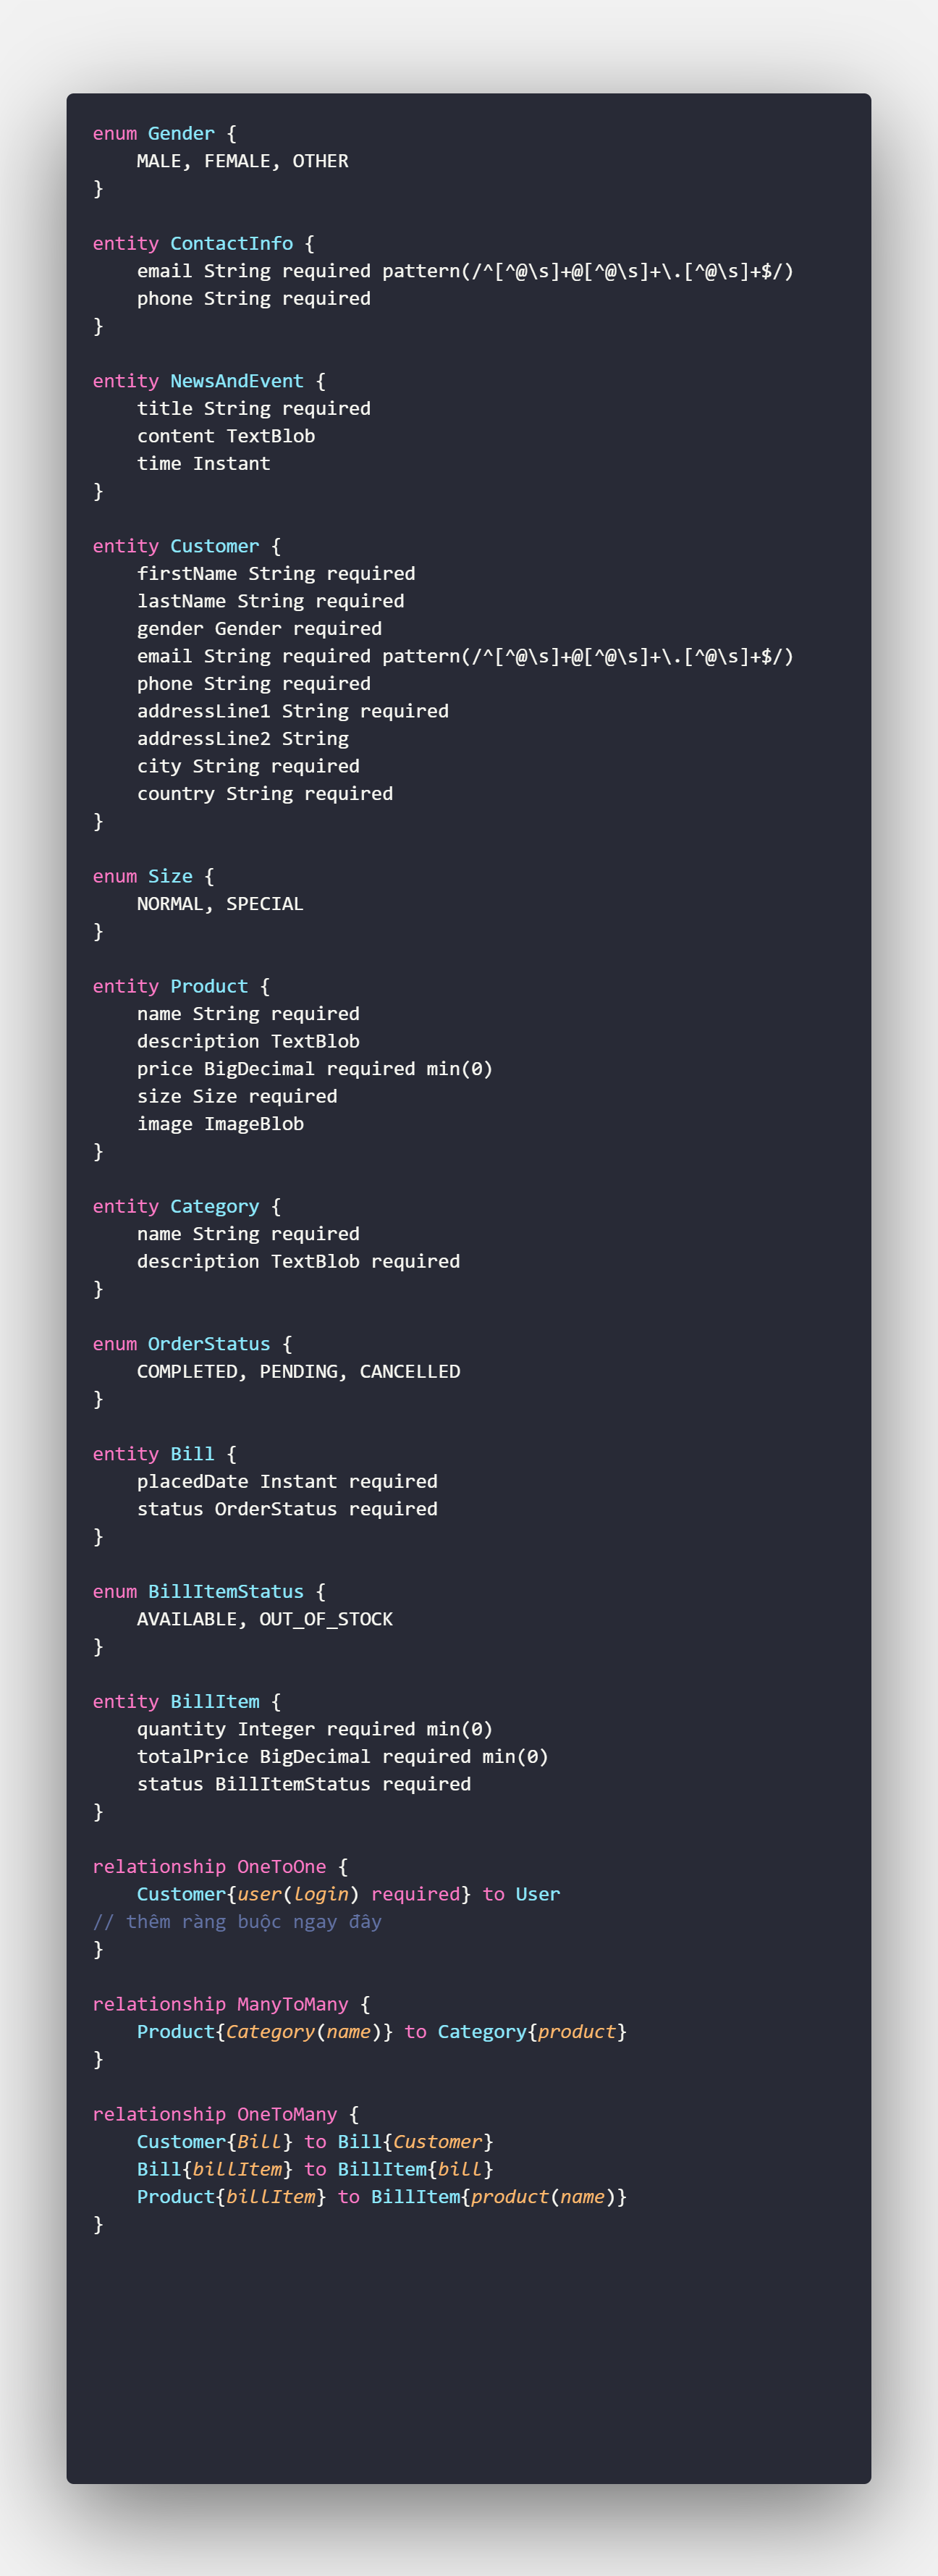 enum Gender {
    MALE, FEMALE, OTHER
}

entity ContactInfo {
    email String required pattern(/^[^@\s]+@[^@\s]+\.[^@\s]+$/)
    phone String required
}

entity NewsAndEvent {
    title String required
    content TextBlob
    time Instant
}

entity Customer {
    firstName String required
    lastName String required
    gender Gender required
    email String required pattern(/^[^@\s]+@[^@\s]+\.[^@\s]+$/)
    phone String required
    addressLine1 String required
    addressLine2 String
    city String required
    country String required
}

enum Size {
    NORMAL, SPECIAL
}

entity Product {
    name String required
    description TextBlob
    price BigDecimal required min(0)
    size Size required
    image ImageBlob
}

entity Category {
    name String required
    description TextBlob required
}

enum OrderStatus {
    COMPLETED, PENDING, CANCELLED
}

entity Bill {
    placedDate Instant required
    status OrderStatus required
}

enum BillItemStatus {
    AVAILABLE, OUT_OF_STOCK
}

entity BillItem {
    quantity Integer required min(0)
    totalPrice BigDecimal required min(0)
    status BillItemStatus required
}

relationship OneToOne {
    Customer{user(login) required} to User
// thêm ràng buộc ngay đây
}

relationship ManyToMany {
    Product{Category(name)} to Category{product}
}

relationship OneToMany {
    Customer{Bill} to Bill{Customer}
    Bill{billItem} to BillItem{bill}
    Product{billItem} to BillItem{product(name)}
}